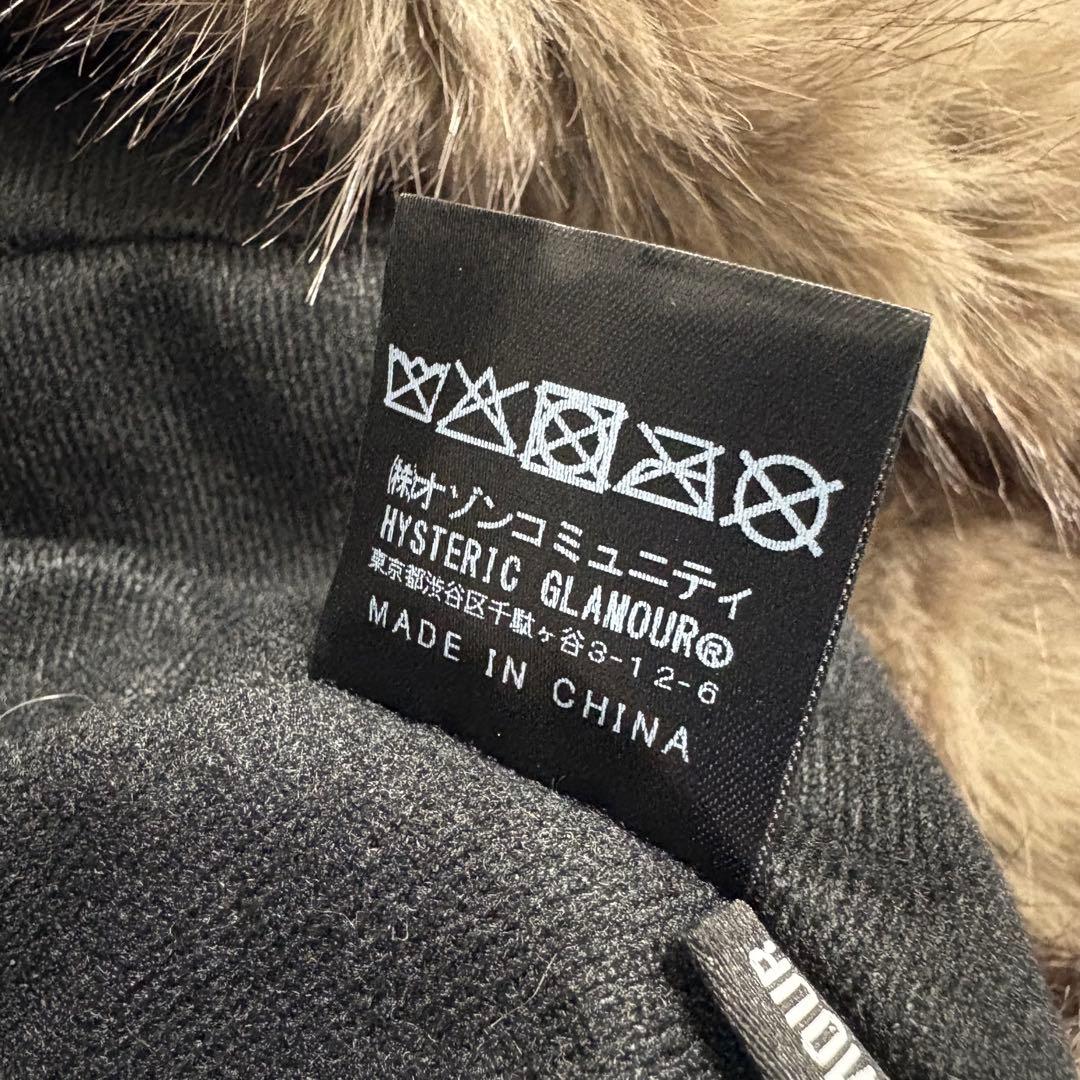 ㈱オゾンコミュニティ
HYSTERIC GLAMOUR®
東京都渋谷区千駄ヶ谷3-12-6
MADE IN CHINA
OUR